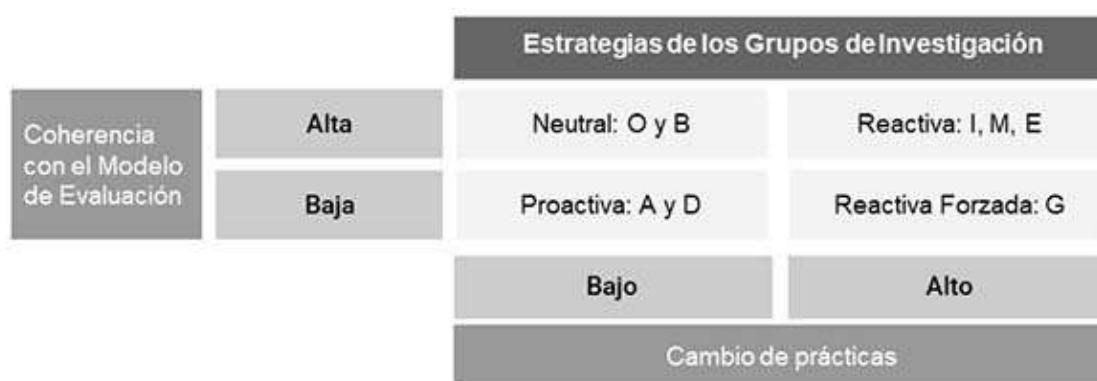 Estrategias de los Grupos de Investigación
Coherencia
con el Modelo
de Evaluación
Alta
Neutral: O y B
Reactiva: I, M, E
Baja
Proactiva: A y D
Reactiva Forzada: G
Bajo
Alto
Cambio de prácticas